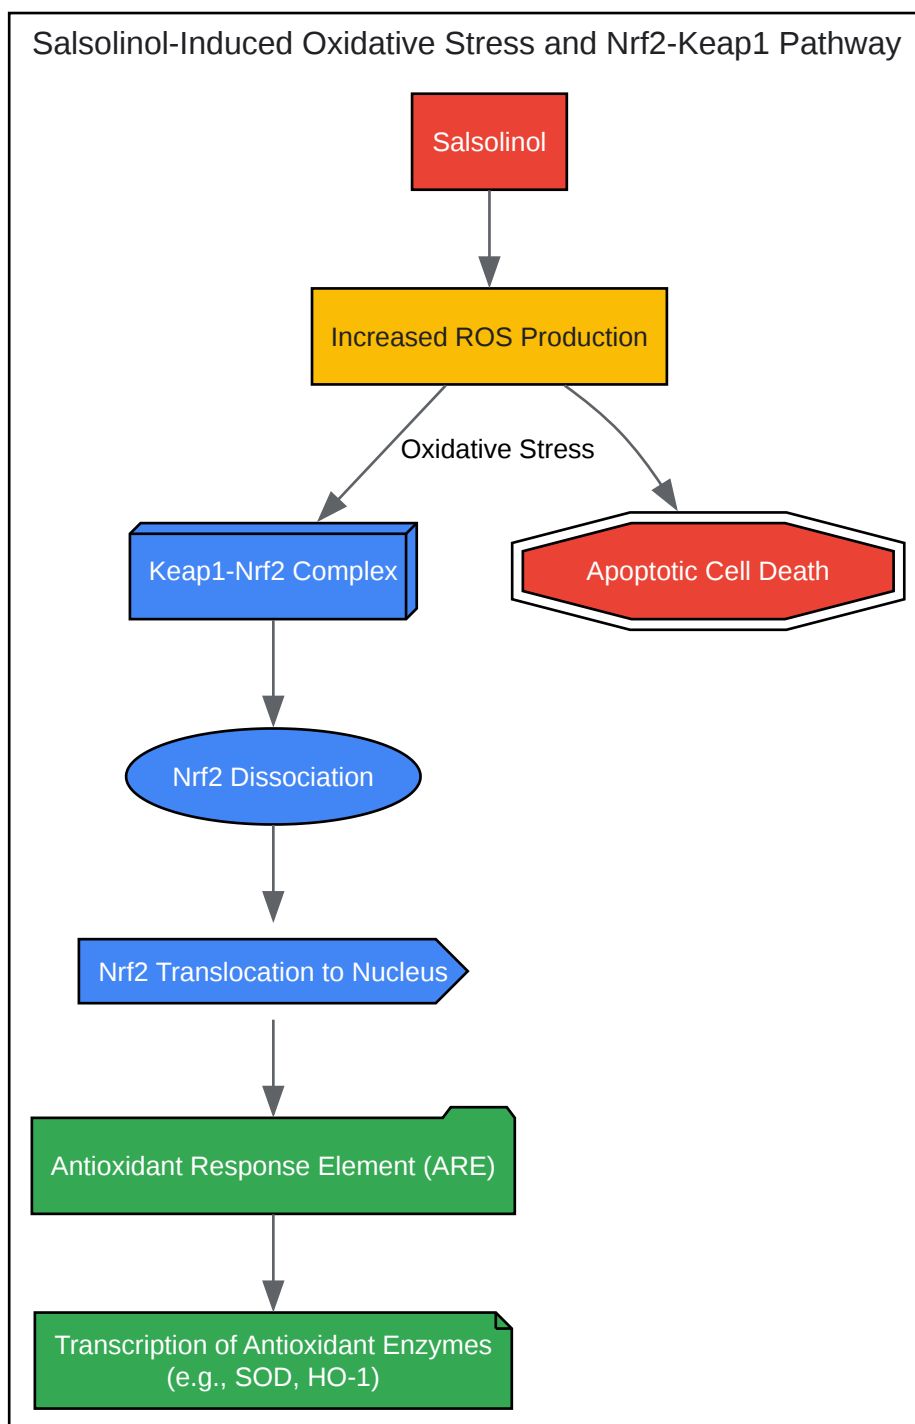 Salsolinol-Induced Oxidative Stress and Nrf2-Keap1 Pathway
Salsolinol
Increased ROS Production
Oxidative Stress
Keap1-Nrf2 Complex
Apoptotic Cell Death
Nrf2 Dissociation
Nrf2 Translocation to Nucleus
Antioxidant Response Element (ARE)
Transcription of Antioxidant Enzymes
(e.g., SOD, HO-1)